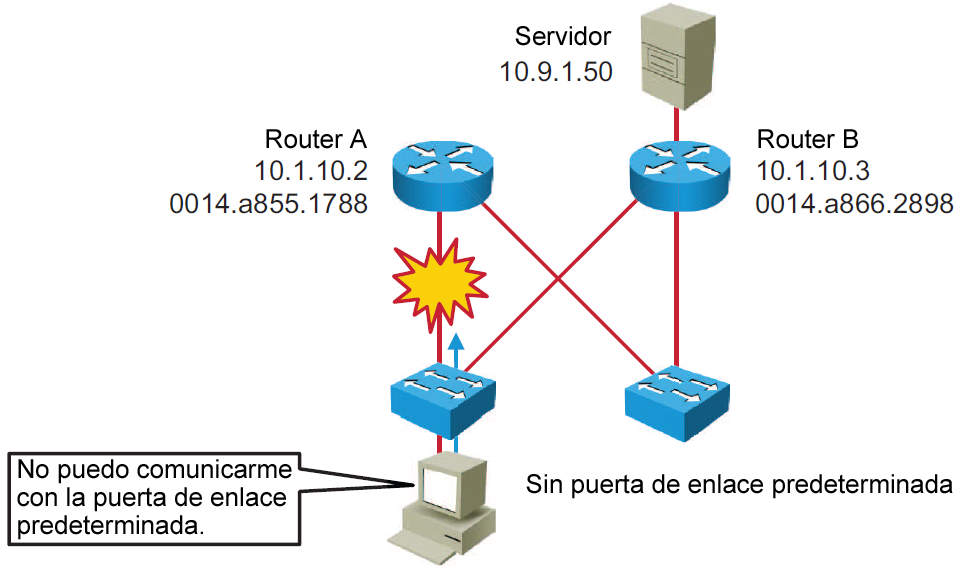 Servidor
10.9.1.50
Router A
10.1.10.2
0014.a855.1788
Router B
10.1.10.3
0014.a866.2898
No puedo comunicarme
con la puerta de enlace
predeterminada.
Sin puerta de enlace predeterminada